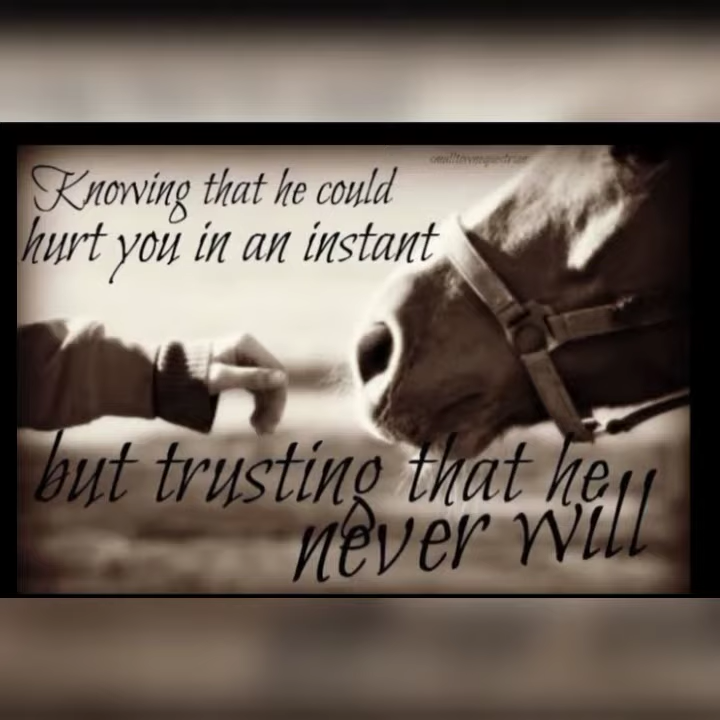 Knowing that he could
hurt you in an instant
but trusting that he
never will